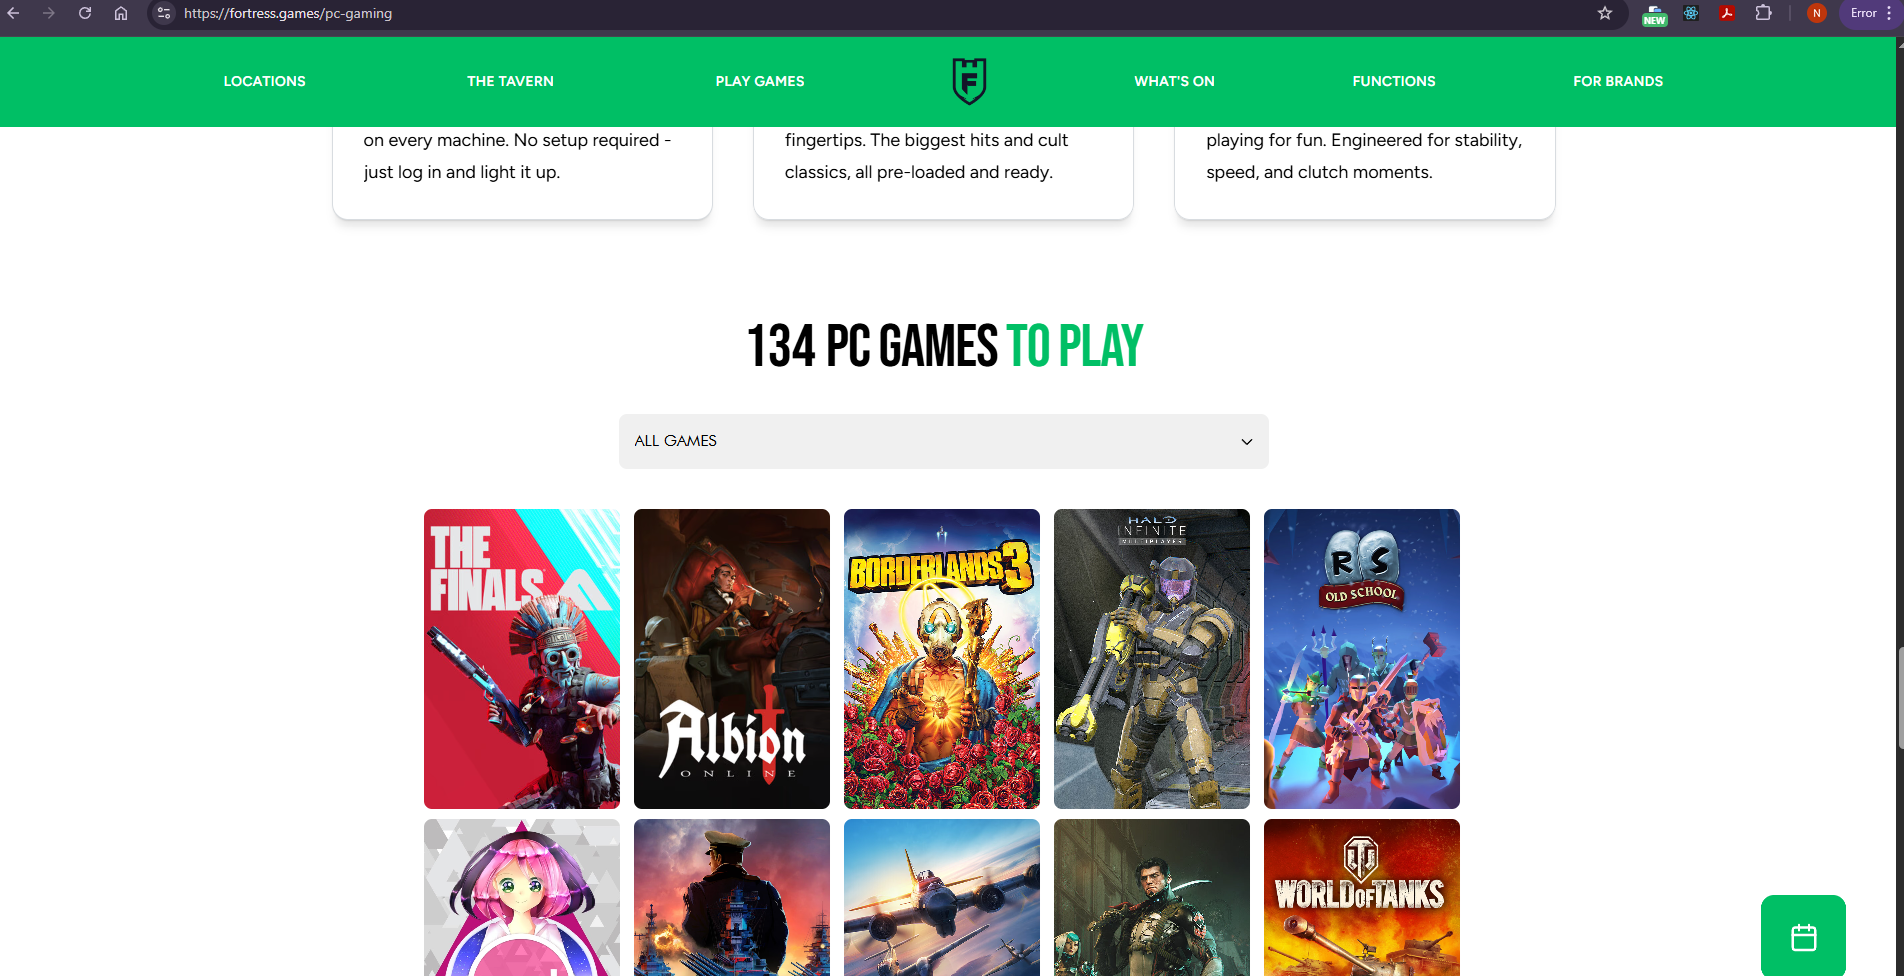 https://fortress.games/pc-gaming
NEW
N
Error
LOCATIONS
THE TAVERN
PLAY GAMES
F
WHAT'S ON
FUNCTIONS
FOR BRANDS
on every machine. No setup required -
just log in and light it up.
fingertips. The biggest hits and cult
classics, all pre-loaded and ready.
playing for fun. Engineered for stability,
speed, and clutch moments.
134 PC GAMES TO PLAY
ALL GAMES
THE
FINALS
Albion
ONLINE
BORDERLANDS 3
HALO
INFINITE
MULTIPLAYER
R S
OLD SCHOOL
WORLD OF TANKS